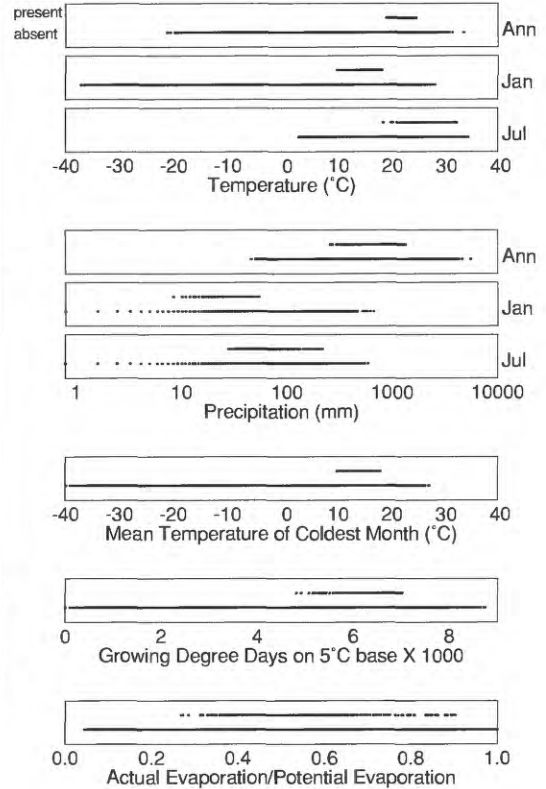 present
absent
Ann
Jan
Jul
-40 -30 -20 -10 0 10 20 30 40
Temperature (˚C)
Ann
Jan
Jul
1 10 100 1000 10000
Precipitation (mm)
-40 -30 -20 -10 0 10 20 30 40
Mean Temperature of Coldest Month (˚C)
0 2 4 6 8
Growing Degree Days on 5˚C base X 1000
0.0 0.2 0.4 0.6 0.8 1.0
Actual Evaporation/Potential Evaporation